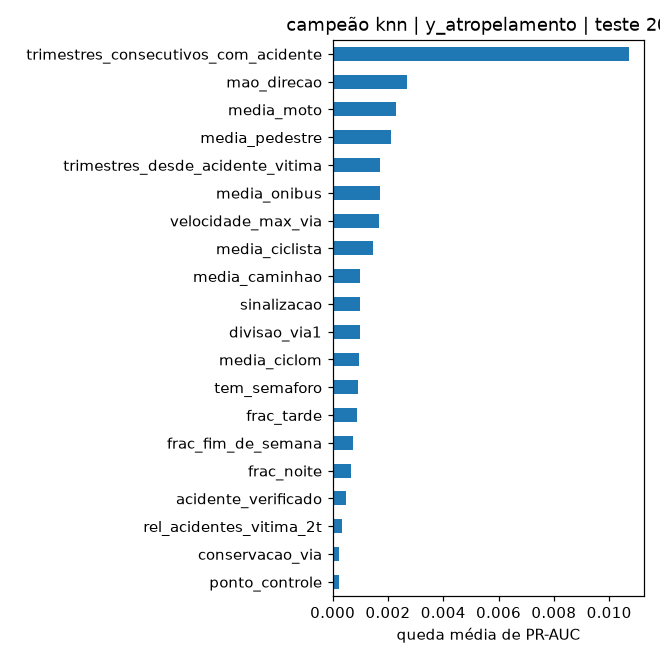 campeão knn | y_atropelamento | teste 20
trimestres_consecutivos_com_acidente
mao_direcao
media_moto
media_pedestre
trimestres_desde_acidente_vitima
media_onibus
velocidade_max_via
media_ciclista
media_caminhao
sinalizacao
divisao_via1
media_ciclom
tem_semaforo
frac_tarde
frac_fim_de_semana
frac_noite
acidente_verificado
rel_acidentes_vitima_2t
conservacao_via
ponto_controle
0.000 0.002 0.004 0.006 0.008 0.010
queda média de PR-AUC